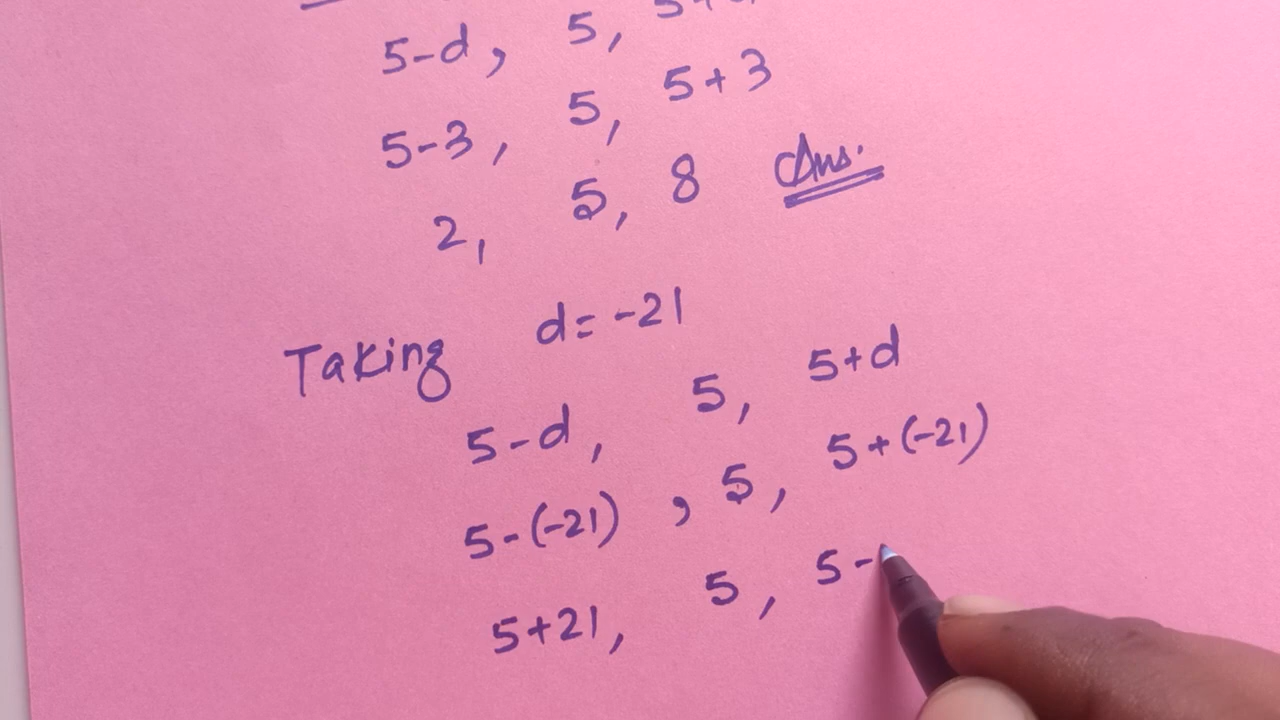 5-d, 5,
5-3, 5, 5+3
2, 5, 8 Ans.
Taking d=-21
5-d, 5, 5+d
5-(-21), 5, 5+(-21)
5+21, 5, 5-